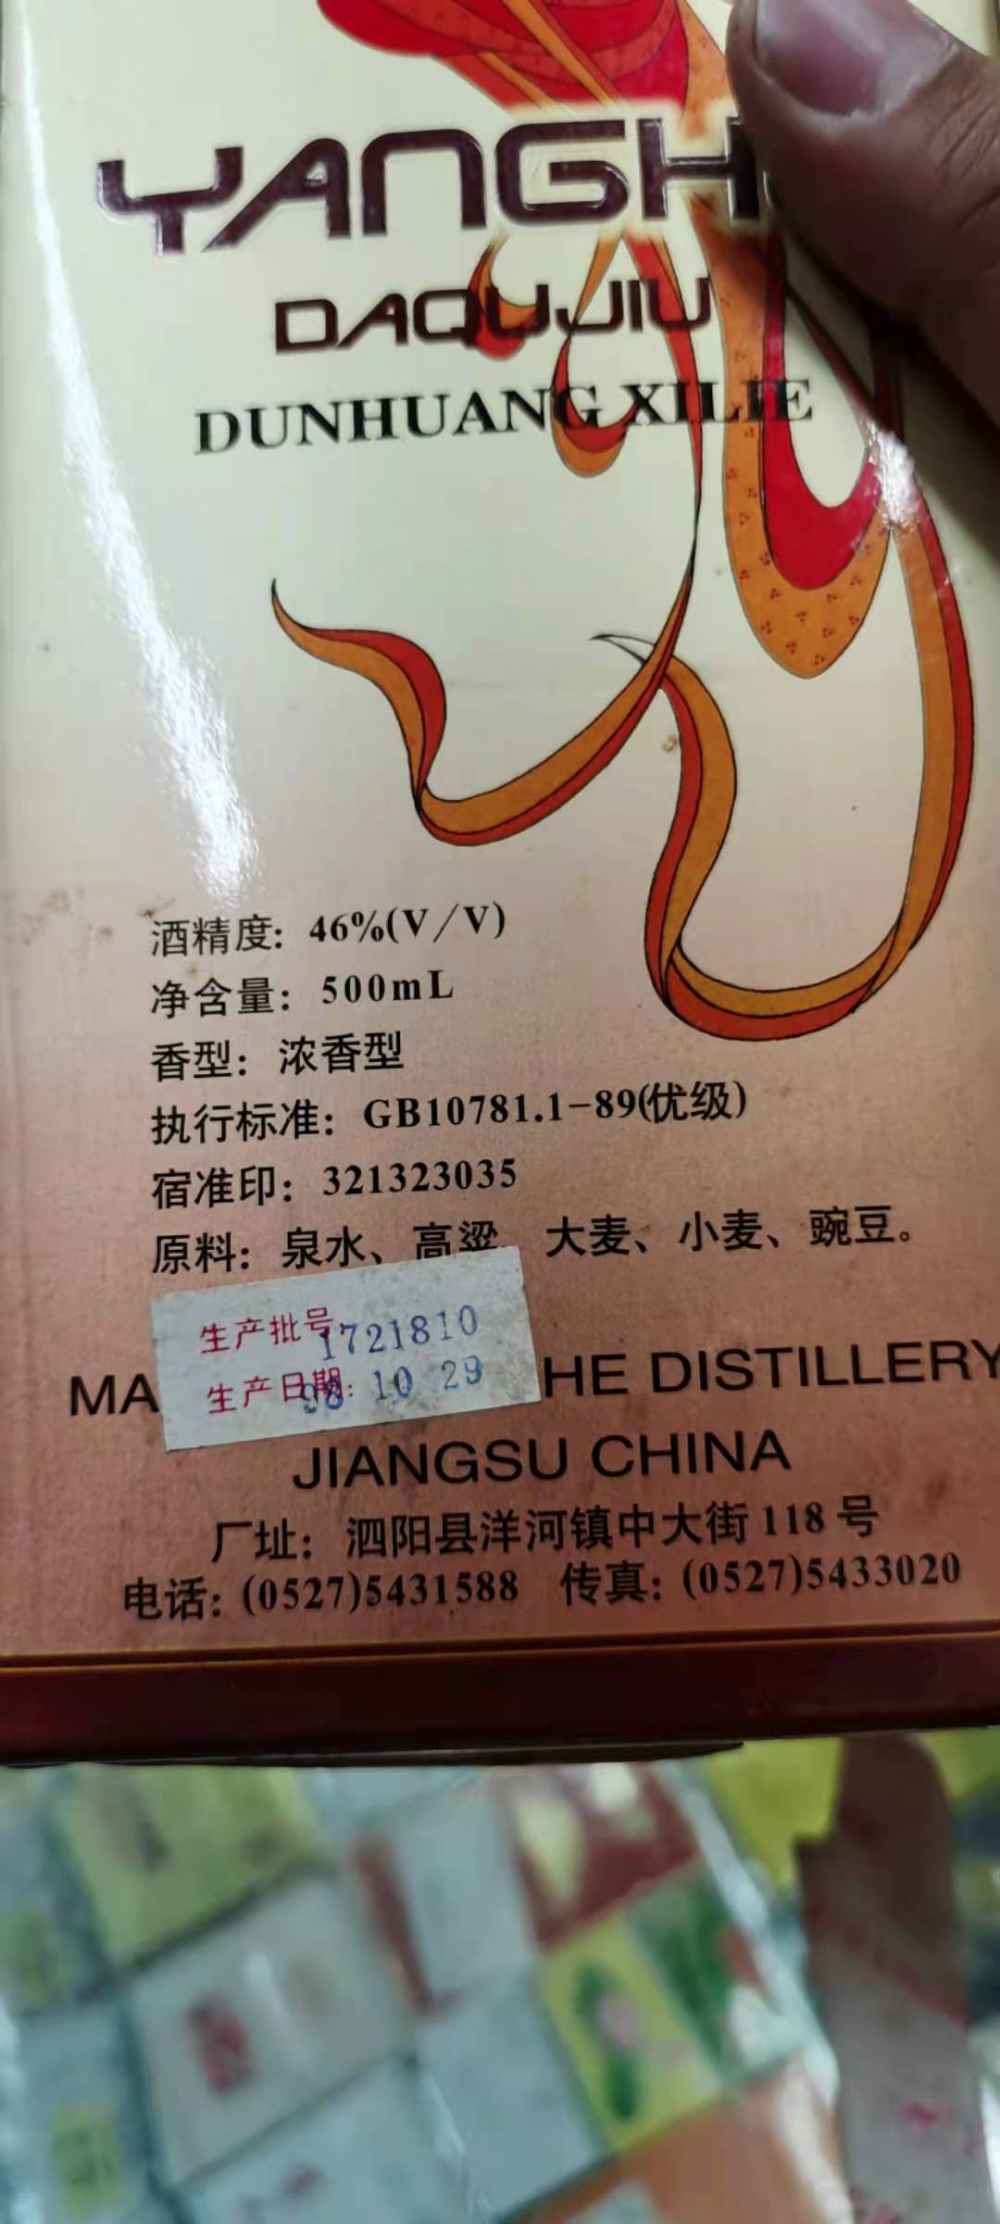 YANGH
DAQUJIU
DUNHUANG XILIE
酒精度: 46%(V/V)
净含量: 500mL
香型: 浓香型
执行标准: GB10781.1-89(优级)
宿准印: 321323035
原料: 泉水、高粱、大麦、小麦、豌豆。
生产批号: 1721810
生产日期: 98 10 29
MA HE DISTILLERY
JIANGSU CHINA
厂址: 泗阳县洋河镇中大街118号
电话: (0527)5431588 传真: (0527)5433020